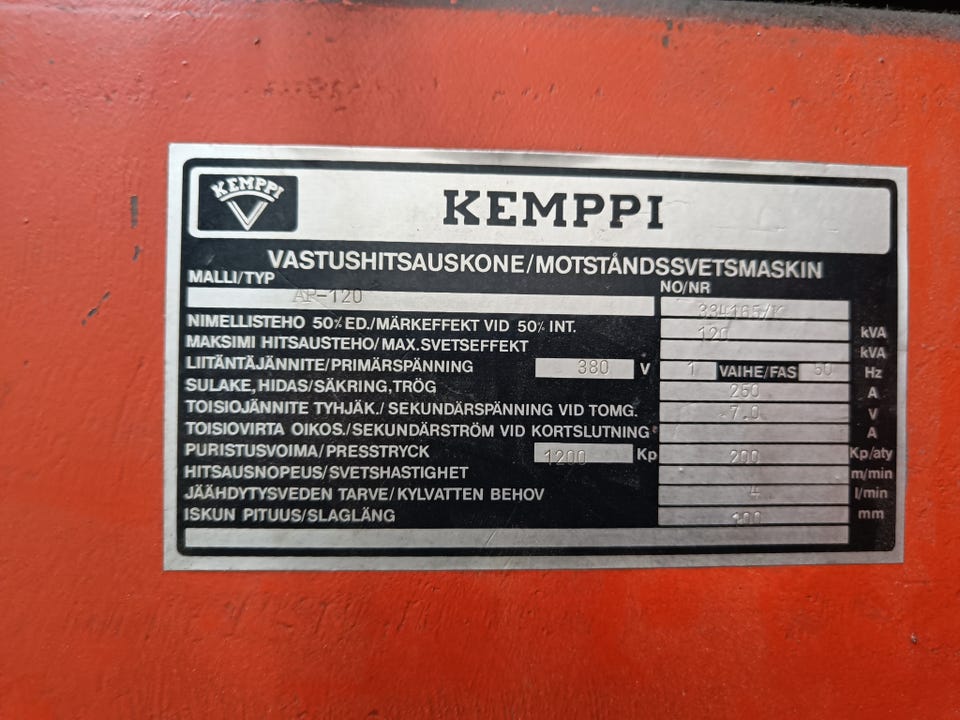 KEMPPI
KEMPPI
VASTUSHITSAUSKONE/MOTSTÅNDSSVETSMASKIN
MALLI/TYP NO/NR
AP-120
NIMELLISTEHO 50% ED./MÄRKEFFEKT VID 50% INT. 120 kVA
MAKSIMI HITSAUSTEHO/MAX.SVETSEFFEKT kVA
LIITÄNTÄJÄNNITE/PRIMÄRSPÄNNING 380 V 1 VAIHE/FAS 50 Hz
SULAKE,HIDAS/SÄKRING,TRÖG 250 A
TOISIOJÄNNITE TYHJÄK./SEKUNDÄRSPÄNNING VID TOMG. 7.0 V
TOISIOVIRTA OIKOS./SEKUNDÄRSTRÖM VID KORTSLUTNING A
PURISTUSVOIMA/PRESSTRYCK 1200 Kp 200 Kp/aty
HITSAUSNOPEUS/SVETSHASTIGHET m/min
JÄÄHDYTYSVEDEN TARVE/KYLVATTEN BEHOV 4 l/min
ISKUN PITUUS/SLAGLÄNG 100 mm